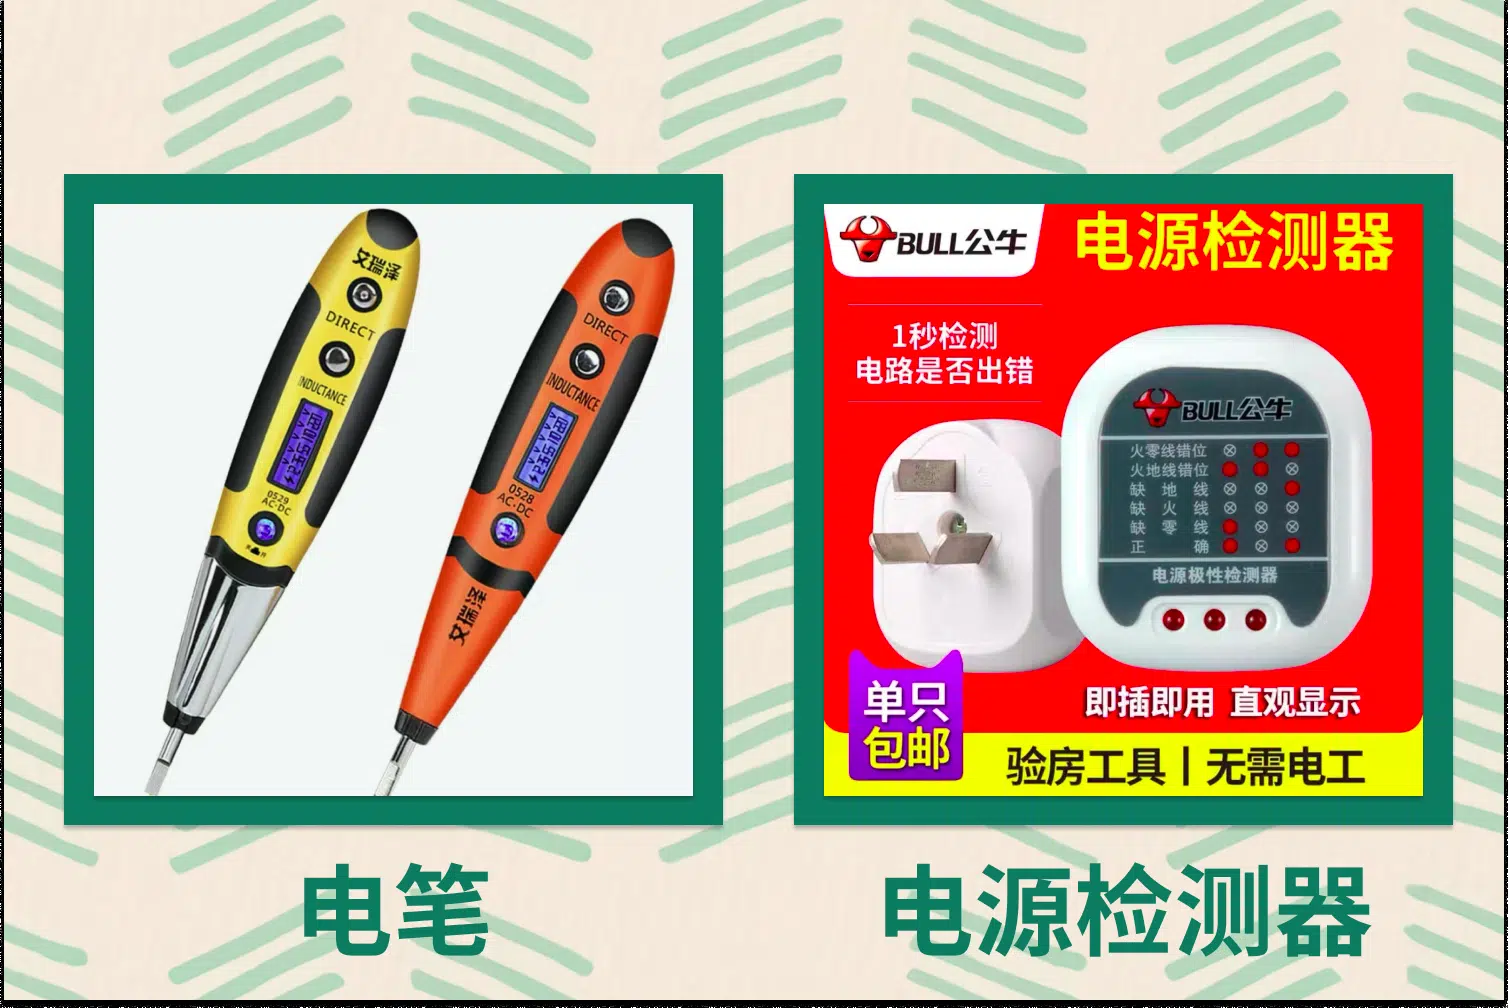 艾瑞泽
DIRECT
INDUCTANCE
0529
AC·DC
DIRECT
INDUCTANCE
0528
AC·DC
艾瑞泽
电笔
BULL公牛
电源检测器
1秒检测
电路是否出错
BULL公牛
火零线错位
火地线错位
缺地线
缺火线
缺零线
正确
电源极性检测器
单只
包邮
即插即用 直观显示
验房工具|无需电工
电源检测器